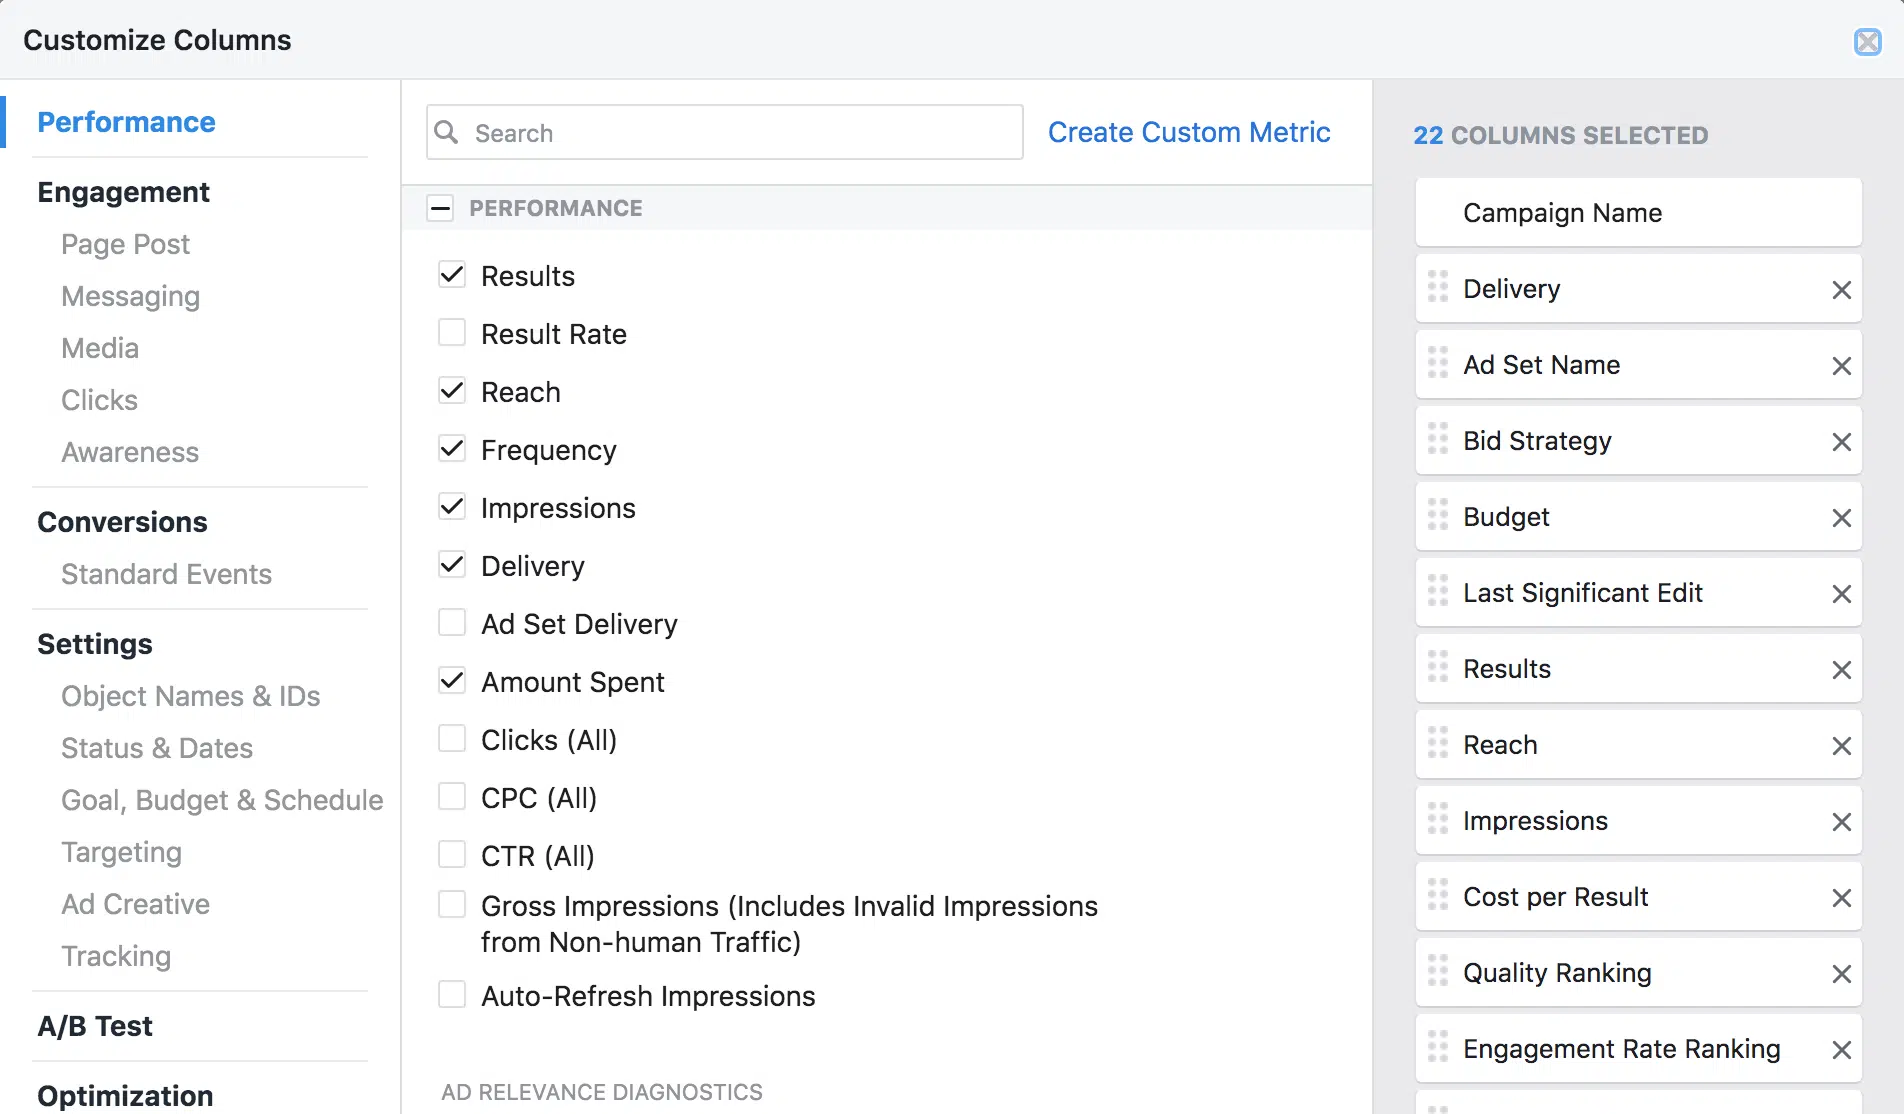 Customize Columns
Performance
Engagement
Page Post
Messaging
Media
Clicks
Awareness
Conversions
Standard Events
Settings
Object Names & IDs
Status & Dates
Goal, Budget & Schedule
Targeting
Ad Creative
Tracking
A/B Test
Optimization
Search
Create Custom Metric
PERFORMANCE
Results
Result Rate
Reach
Frequency
Impressions
Delivery
Ad Set Delivery
Amount Spent
Clicks (All)
CPC (All)
CTR (All)
Gross Impressions (Includes Invalid Impressions
from Non-human Traffic)
Auto-Refresh Impressions
AD RELEVANCE DIAGNOSTICS
22 COLUMNS SELECTED
Campaign Name
Delivery
Ad Set Name
Bid Strategy
Budget
Last Significant Edit
Results
Reach
Impressions
Cost per Result
Quality Ranking
Engagement Rate Ranking